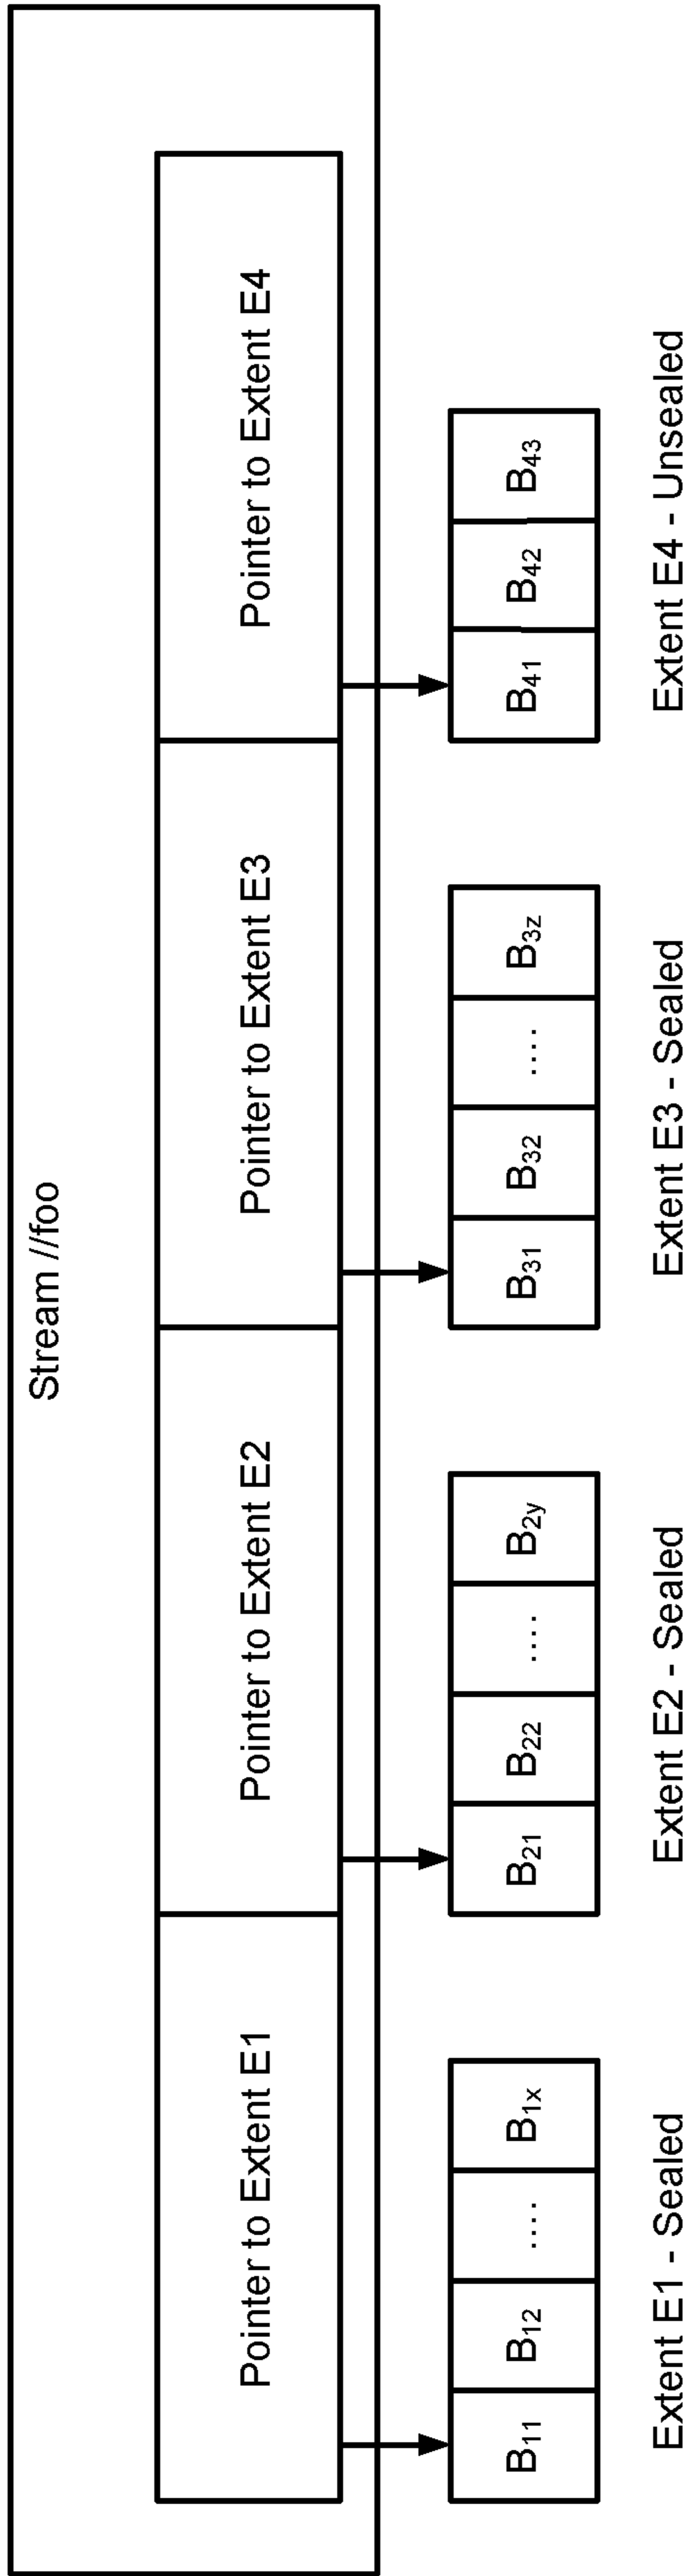 Stream //foo
Pointer to Extent E1
Pointer to Extent E2
Pointer to Extent E3
Pointer to Extent E4
B11 B12 .... B1x
B21 B22 .... B2y
B31 B32 .... B3z
B41 B42 B43
Extent E1 - Sealed
Extent E2 - Sealed
Extent E3 - Sealed
Extent E4 - Unsealed